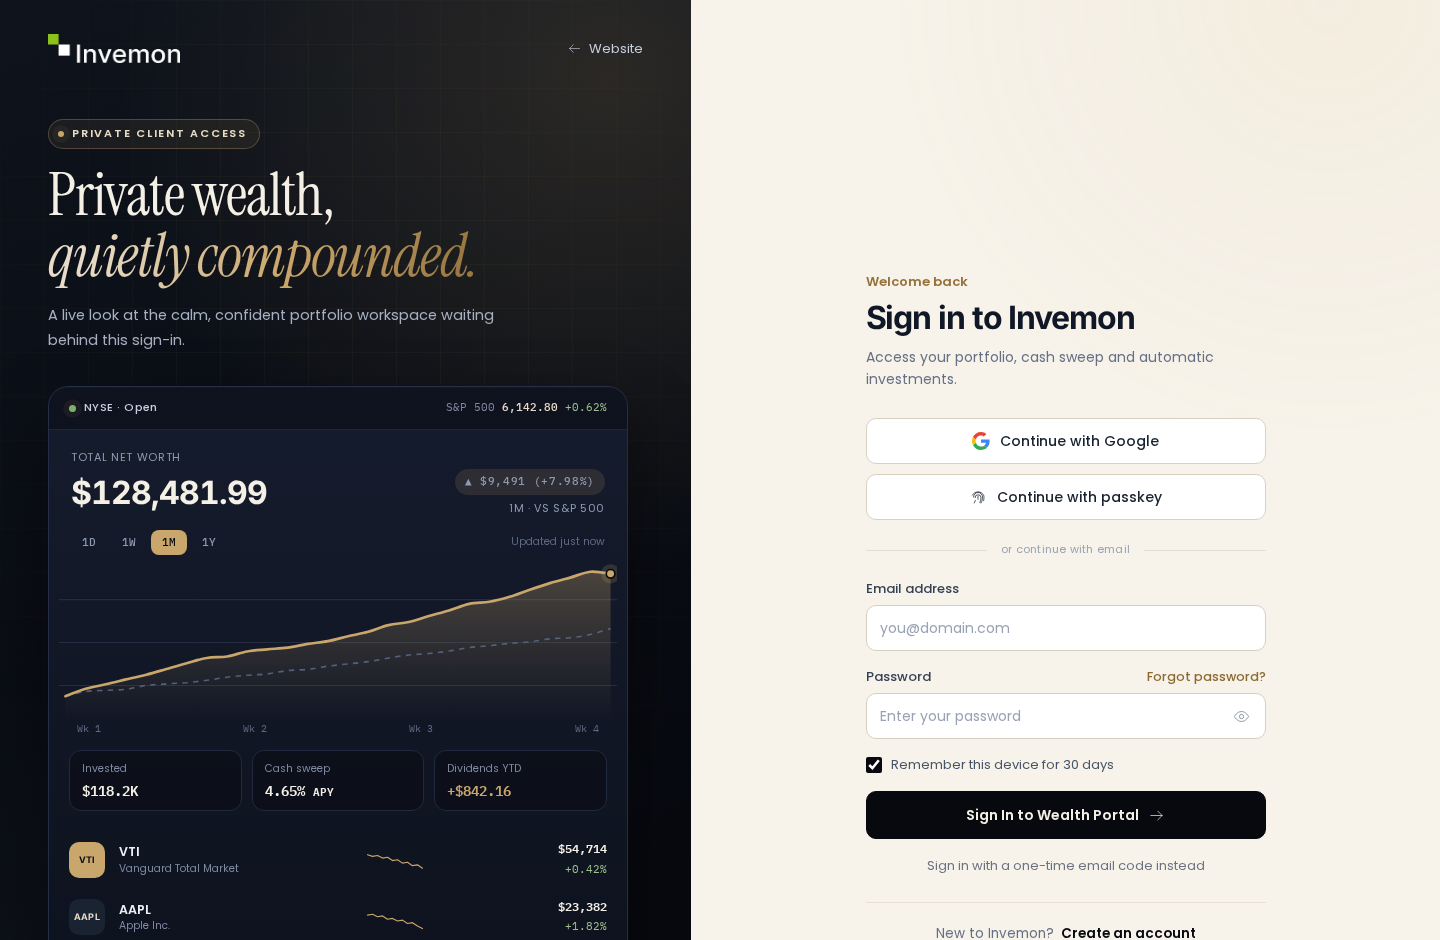 Invemon
← Website
PRIVATE CLIENT ACCESS
Private wealth,
quietly compounded.
A live look at the calm, confident portfolio workspace waiting
behind this sign-in.
NYSE · Open
S&P 500 6,142.80 +0.62%
TOTAL NET WORTH
$128,481.99
▲ $9,491 (+7.98%)
1M · VS S&P 500
1D 1W 1M 1Y
Updated just now
Wk 1 Wk 2 Wk 3 Wk 4
Invested
$118.2K
Cash sweep
4.65% APY
Dividends YTD
+$842.16
VTI
VTI
Vanguard Total Market
$54,714
+0.42%
AAPL
AAPL
Apple Inc.
$23,382
+1.82%
Welcome back
Sign in to Invemon
Access your portfolio, cash sweep and automatic
investments.
Continue with Google
Continue with passkey
or continue with email
Email address
you@domain.com
Password
Forgot password?
Enter your password
Remember this device for 30 days
Sign In to Wealth Portal →
Sign in with a one-time email code instead
New to Invemon? Create an account